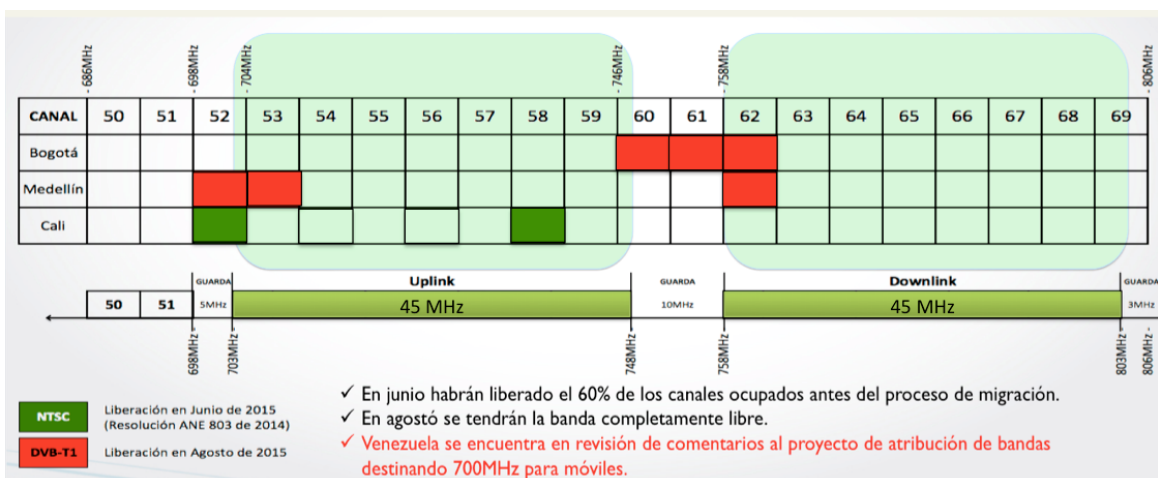 - 686MHz
- 698MHz
- 704MHz
- 746MHz
- 758MHz
- 806MHz
CANAL 50 51 52 53 54 55 56 57 58 59 60 61 62 63 64 65 66 67 68 69
Bogotá
Medellín
Cali
GUARDA Uplink GUARDA Downlink GUARDA
50 51 5MHz 45 MHz 10MHz 45 MHz 3MHz
698MHz -
703MHz -
748MHz
758MHz
803MHz
806MHz -
✓ En junio habrán liberado el 60% de los canales ocupados antes del proceso de migración.
✓ En agostó se tendrán la banda completamente libre.
✓ Venezuela se encuentra en revisión de comentarios al proyecto de atribución de bandas
destinando 700MHz para móviles.
NTSC Liberación en Junio de 2015
(Resolución ANE 803 de 2014)
DVB-T1 Liberación en Agosto de 2015